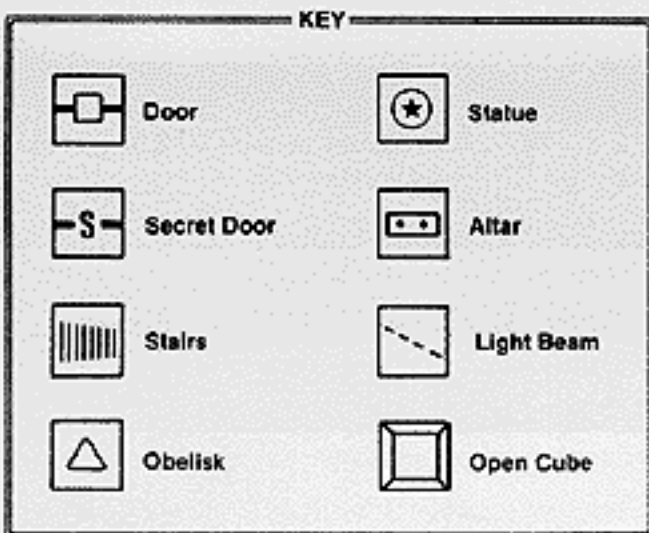 KEY
Door
Statue
S
Secret Door
Altar
Stairs
Light Beam
Obelisk
Open Cube